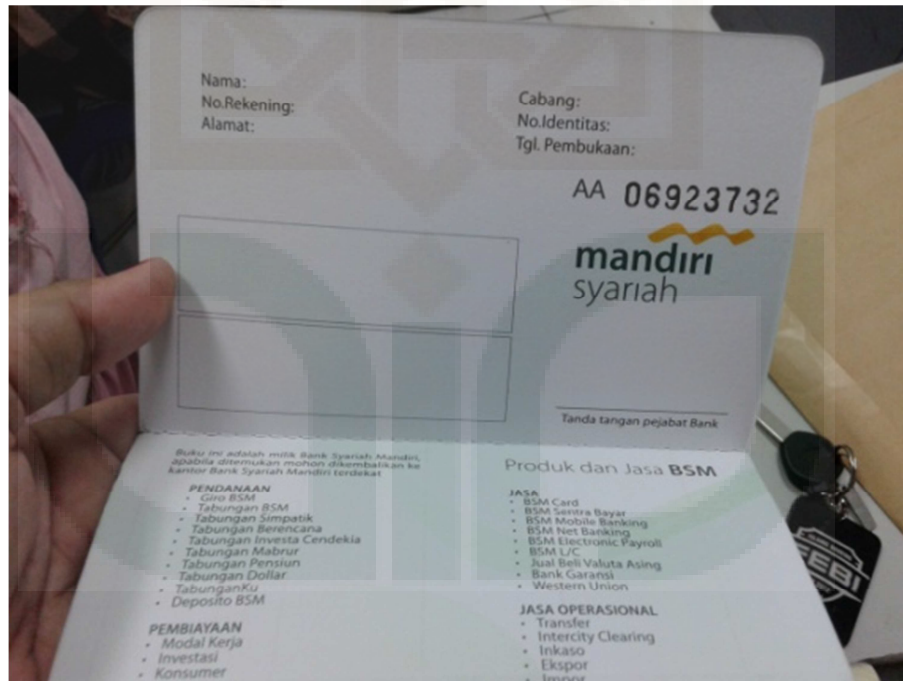 Nama:
No.Rekening:
Alamat:
Cabang:
No.Identitas:
Tgl. Pembukaan:
AA 06923732
mandiri
syariah
Tanda tangan pejabat Bank
Buku ini adalah milik Bank Syariah Mandiri,
apabila ditemukan mohon dikembalikan ke
kantor Bank Syariah Mandiri terdekat
PENDANAAN
• Giro BSM
• Tabungan BSM
• Tabungan Simpatik
• Tabungan Berencana
• Tabungan Investa Cendekia
• Tabungan Mabrur
• Tabungan Pensiun
• Tabungan Dollar
• TabunganKu
• Deposito BSM
PEMBIAYAAN
• Modal Kerja
• Investasi
• Konsumer
Produk dan Jasa BSM
JASA
• BSM Card
• BSM Sentra Bayar
• BSM Mobile Banking
• BSM Net Banking
• BSM Electronic Payroll
• BSM L/C
• Jual Beli Valuta Asing
• Bank Garansi
• Western Union
JASA OPERASIONAL
• Transfer
• Intercity Clearing
• Inkaso
• Ekspor
• Impor
FEBI